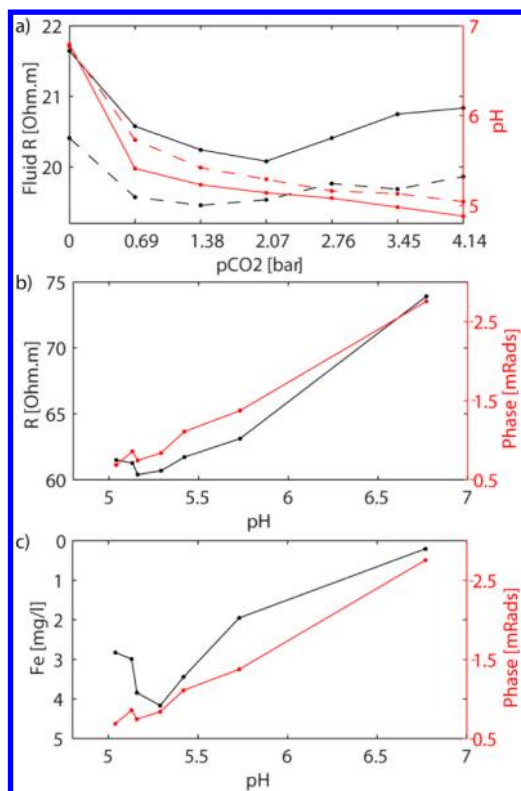 a)
22
21
20
19
Fluid R [Ohm.m]
7
6
5
pH
0 0.69 1.38 2.07 2.76 3.45 4.14
pCO2 [bar]
b)
75
70
65
60
R [Ohm.m]
-2.5
-1.5
-0.5
Phase [mRads]
5 5.5 6 6.5 7
pH
c)
0
1
2
3
4
5
Fe [mg/l]
-2.5
-1.5
-0.5
Phase [mRads]
5 5.5 6 6.5 7
pH